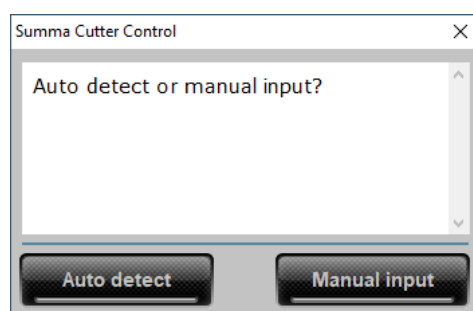 Summa Cutter Control
Auto detect or manual input?
Auto detect
Manual input